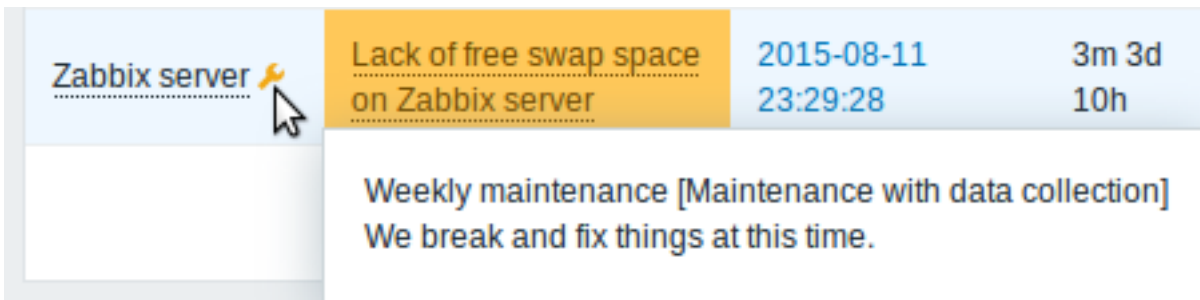 Zabbix server
Lack of free swap space
on Zabbix server
2015-08-11
23:29:28
3m 3d
10h
Weekly maintenance [Maintenance with data collection]
We break and fix things at this time.